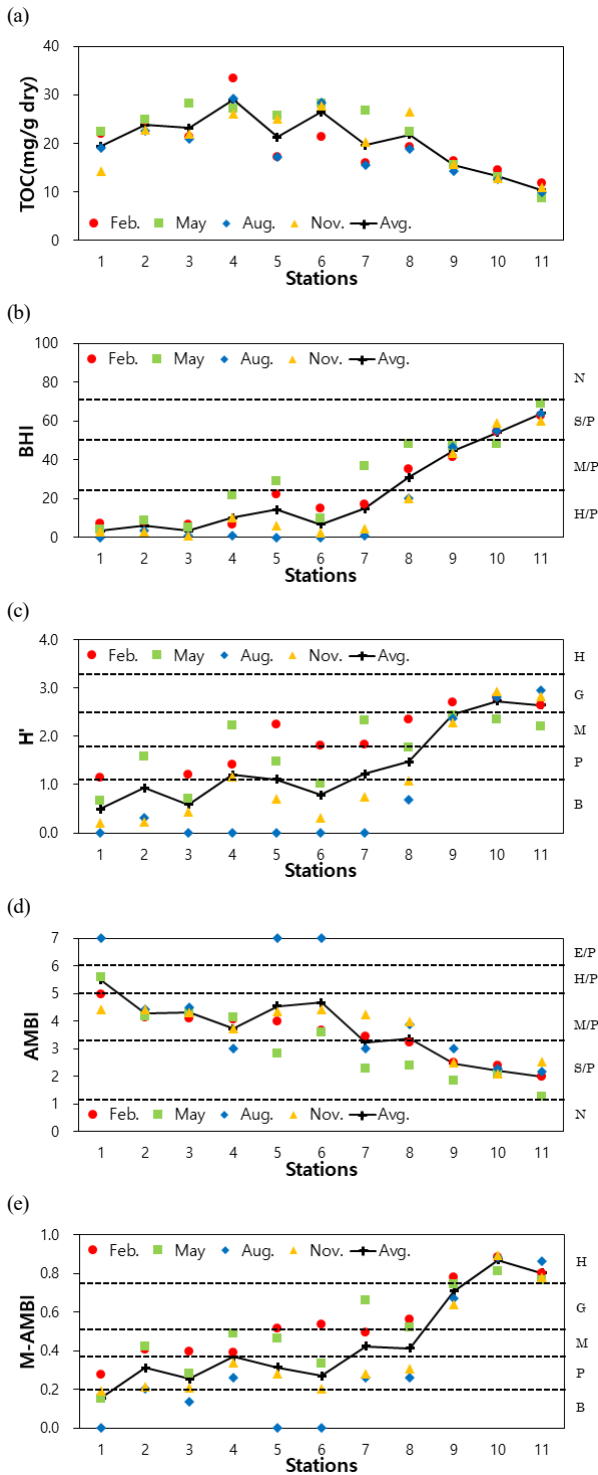 (a)
40
30
20
10
0
TOC(mg/g dry)
Feb. May Aug. Nov. Avg.
1 2 3 4 5 6 7 8 9 10 11
Stations
(b)
100
80
60
40
20
0
BHI
Feb. May Aug. Nov. Avg.
N
S/P
M/P
H/P
1 2 3 4 5 6 7 8 9 10 11
Stations
(c)
4.0
3.0
2.0
1.0
0.0
H'
Feb. May Aug. Nov. Avg.
H
G
M
P
B
1 2 3 4 5 6 7 8 9 10 11
Stations
(d)
7
6
5
4
3
2
1
0
AMBI
E/P
H/P
M/P
S/P
N
Feb. May Aug. Nov. Avg.
1 2 3 4 5 6 7 8 9 10 11
Stations
(e)
1.0
0.8
0.6
0.4
0.2
0.0
M-AMBI
Feb. May Aug. Nov. Avg.
H
G
M
P
B
1 2 3 4 5 6 7 8 9 10 11
Stations